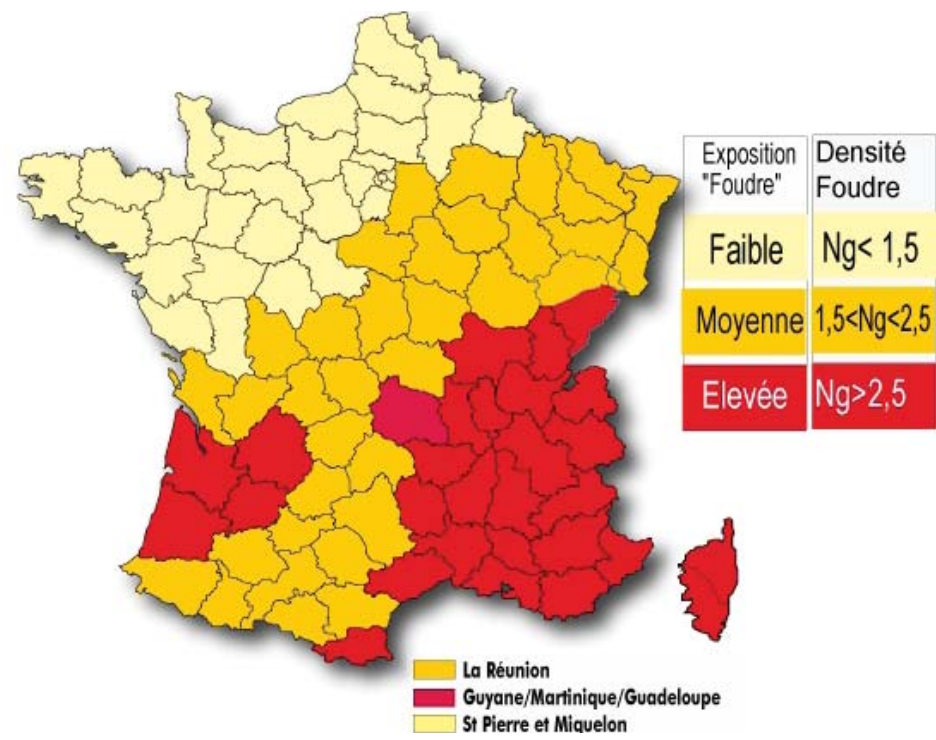 Exposition
"Foudre"
Densité
Foudre
Faible
Ng< 1,5
Moyenne
1,5<Ng<2,5
Elevée
Ng>2,5
La Réunion
Guyane/Martinique/Guadeloupe
St Pierre et Miquelon